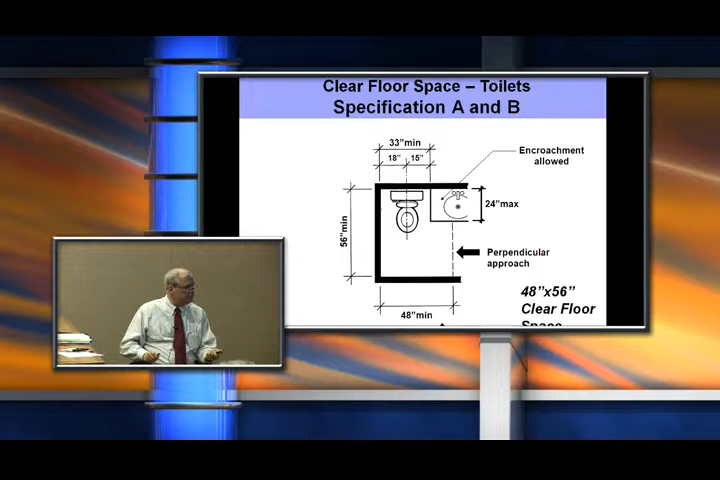 Clear Floor Space – Toilets
Specification A and B
33”min
18” 15”
Encroachment
allowed
24”max
56”min
Perpendicular
approach
48”min
48”x56”
Clear Floor
Space